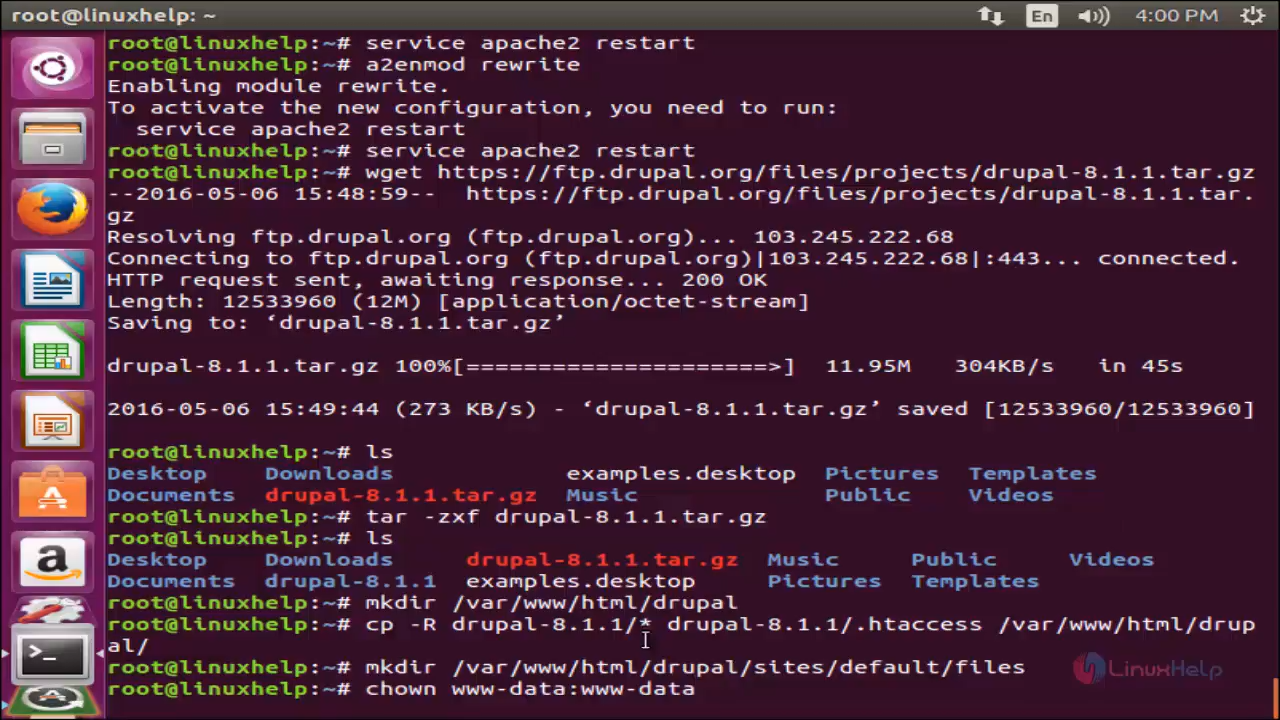 root@linuxhelp: ~
En
4:00 PM
root@linuxhelp:~# service apache2 restart
root@linuxhelp:~# a2enmod rewrite
Enabling module rewrite.
To activate the new configuration, you need to run:
  service apache2 restart
root@linuxhelp:~# service apache2 restart
root@linuxhelp:~# wget https://ftp.drupal.org/files/projects/drupal-8.1.1.tar.gz
--2016-05-06 15:48:59--  https://ftp.drupal.org/files/projects/drupal-8.1.1.tar.
gz
Resolving ftp.drupal.org (ftp.drupal.org)... 103.245.222.68
Connecting to ftp.drupal.org (ftp.drupal.org)|103.245.222.68|:443... connected.
HTTP request sent, awaiting response... 200 OK
Length: 12533960 (12M) [application/octet-stream]
Saving to: ‘drupal-8.1.1.tar.gz’
drupal-8.1.1.tar.gz 100%[=====================>]  11.95M   304KB/s   in 45s
2016-05-06 15:49:44 (273 KB/s) - ‘drupal-8.1.1.tar.gz’ saved [12533960/12533960]
root@linuxhelp:~# ls
Desktop    Downloads            examples.desktop  Pictures  Templates
Documents  drupal-8.1.1.tar.gz  Music             Public    Videos
root@linuxhelp:~# tar -zxf drupal-8.1.1.tar.gz
root@linuxhelp:~# ls
Desktop    Downloads     drupal-8.1.1.tar.gz  Music     Public     Videos
Documents  drupal-8.1.1  examples.desktop     Pictures  Templates
root@linuxhelp:~# mkdir /var/www/html/drupal
root@linuxhelp:~# cp -R drupal-8.1.1/* drupal-8.1.1/.htaccess /var/www/html/drup
al/
root@linuxhelp:~# mkdir /var/www/html/drupal/sites/default/files
root@linuxhelp:~# chown www-data:www-data
LinuxHelp